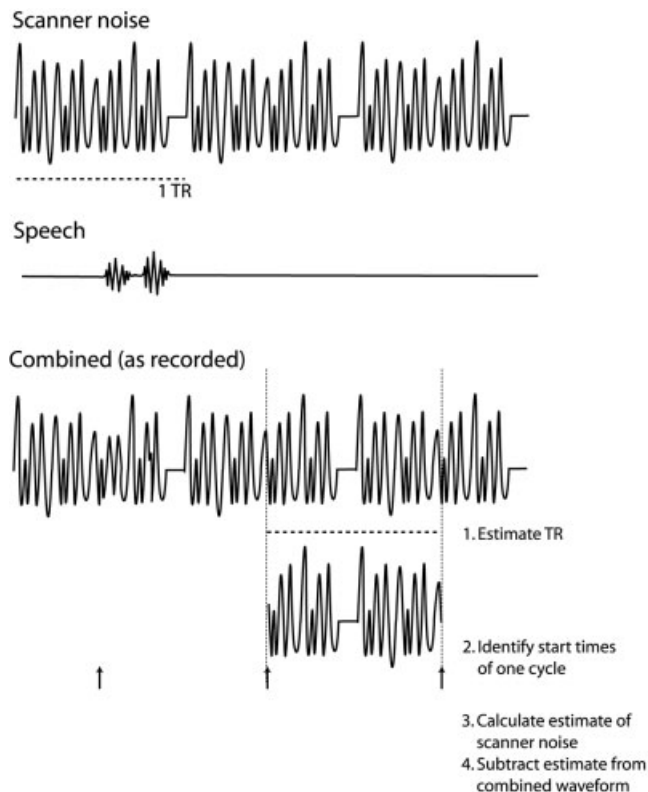 Scanner noise
1 TR
Speech
Combined (as recorded)
1. Estimate TR
2. Identify start times
of one cycle
3. Calculate estimate of
scanner noise
4. Subtract estimate from
combined waveform